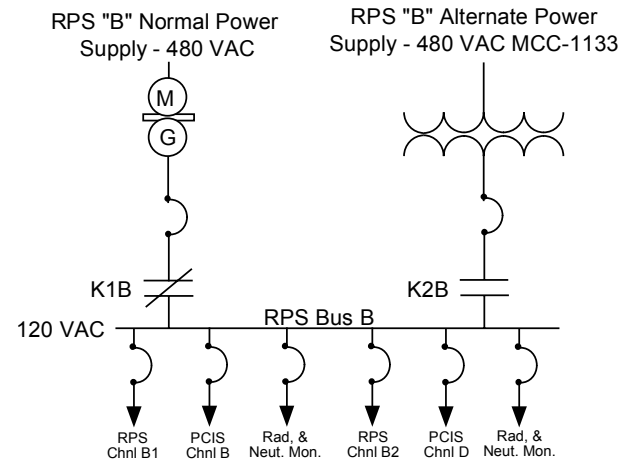 RPS "B" Normal Power
Supply - 480 VAC
RPS "B" Alternate Power
Supply - 480 VAC MCC-1133
M
G
K1B
K2B
120 VAC
RPS Bus B
RPS
Chnl B1
PCIS
Chnl B
Rad, &
Neut. Mon.
RPS
Chnl B2
PCIS
Chnl D
Rad, &
Neut. Mon.